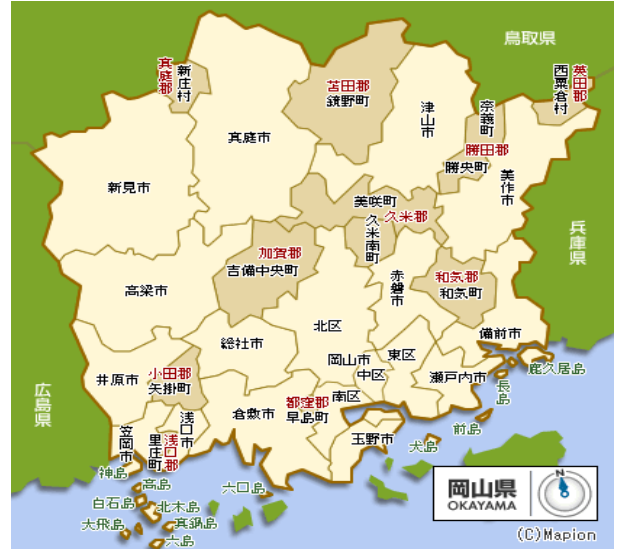 鳥取県
真庭郡
新庄村
苫田郡
鏡野町
津山市
奈義町
西粟倉村
英田郡
真庭市
勝田郡
勝央町
美作市
新見市
美咲町
久米郡
久米南町
兵庫県
加賀郡
吉備中央町
赤磐市
和気郡
和気町
高梁市
北区
備前市
総社市
岡山市
東区
中区
鹿久居島
小田郡
矢掛町
井原市
瀬戸内市
長島
広島県
都窪郡
早島町
南区
倉敷市
浅口市
玉野市
前島
笠岡市
里庄町
浅口郡
犬島
神島
高島
六口島
白石島
北木島
大飛島
真鍋島
六島
岡山県
OKAYAMA
N
(C)Mapion